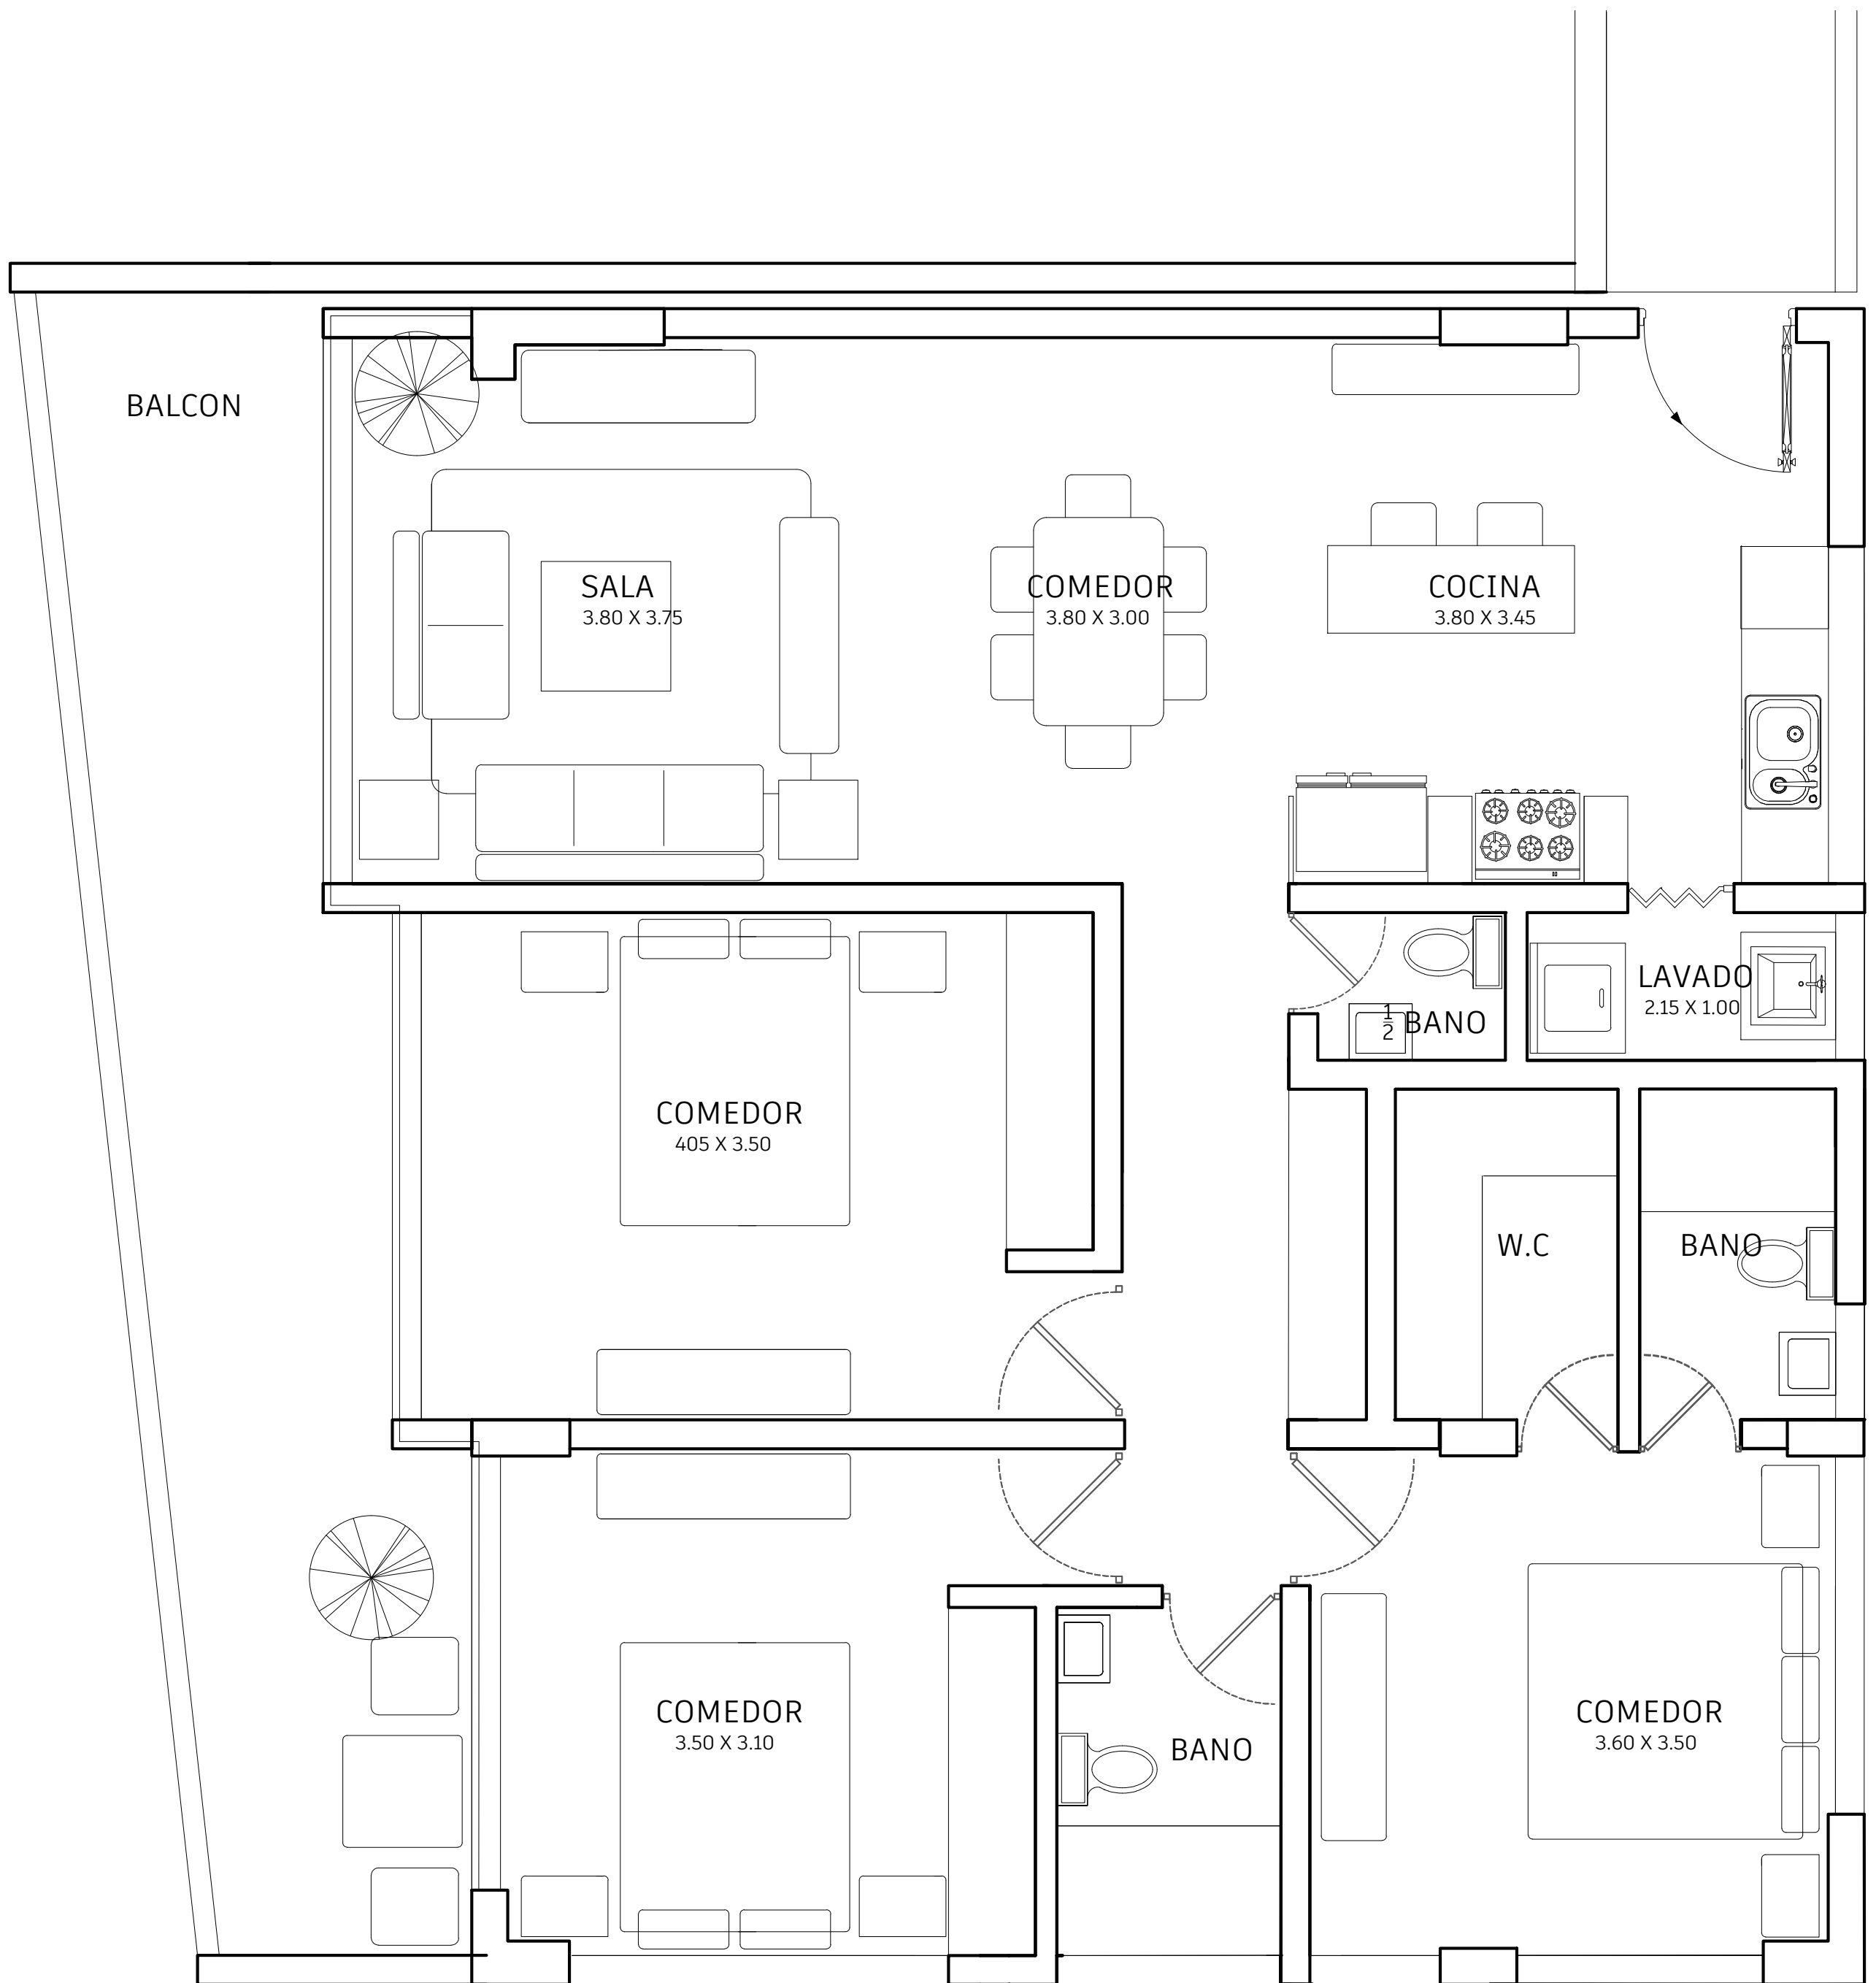 BALCON
SALA
3.80 X 3.75
COMEDOR
3.80 X 3.00
COCINA
3.80 X 3.45
LAVADO
2.15 X 1.00
1/2 BANO
COMEDOR
405 X 3.50
W.C
BANO
COMEDOR
3.50 X 3.10
BANO
COMEDOR
3.60 X 3.50